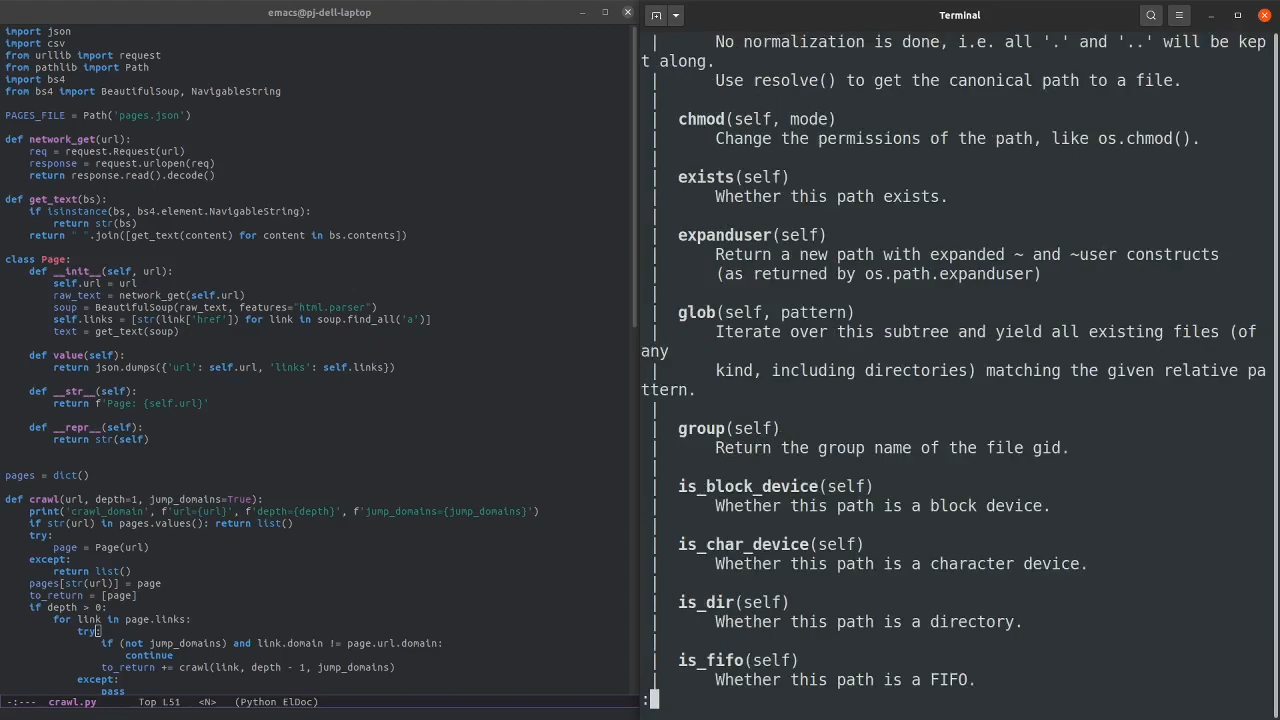 emacs@pj-dell-laptop
import json
import csv
from urllib import request
from pathlib import Path
import bs4
from bs4 import BeautifulSoup, NavigableString
PAGES_FILE = Path('pages.json')
def network_get(url):
    req = request.Request(url)
    response = request.urlopen(req)
    return response.read().decode()
def get_text(bs):
    if isinstance(bs, bs4.element.NavigableString):
        return str(bs)
    return " ".join([get_text(content) for content in bs.contents])
class Page:
    def __init__(self, url):
        self.url = url
        raw_text = network_get(self.url)
        soup = BeautifulSoup(raw_text, features="html.parser")
        self.links = [str(link['href']) for link in soup.find_all('a')]
        text = get_text(soup)
    def value(self):
        return json.dumps({'url': self.url, 'links': self.links})
    def __str__(self):
        return f'Page: {self.url}'
    def __repr__(self):
        return str(self)
pages = dict()
def crawl(url, depth=1, jump_domains=True):
    print('crawl_domain', f'url={url}', f'depth={depth}', f'jump_domains={jump_domains}')
    if str(url) in pages.values(): return list()
    try:
        page = Page(url)
    except:
        return list()
    pages[str(url)] = page
    to_return = [page]
    if depth > 0:
        for link in page.links:
            try:
                if (not jump_domains) and link.domain != page.url.domain:
                    continue
                to_return += crawl(link, depth - 1, jump_domains)
            except:
                pass
-:--- crawl.py Top L51 <N> (Python ElDoc)
Terminal
 |      No normalization is done, i.e. all '.' and '..' will be kep
t along.
 |      Use resolve() to get the canonical path to a file.
 |
 |  chmod(self, mode)
 |      Change the permissions of the path, like os.chmod().
 |
 |  exists(self)
 |      Whether this path exists.
 |
 |  expanduser(self)
 |      Return a new path with expanded ~ and ~user constructs
 |      (as returned by os.path.expanduser)
 |
 |  glob(self, pattern)
 |      Iterate over this subtree and yield all existing files (of
any
 |      kind, including directories) matching the given relative pa
ttern.
 |
 |  group(self)
 |      Return the group name of the file gid.
 |
 |  is_block_device(self)
 |      Whether this path is a block device.
 |
 |  is_char_device(self)
 |      Whether this path is a character device.
 |
 |  is_dir(self)
 |      Whether this path is a directory.
 |
 |  is_fifo(self)
 |      Whether this path is a FIFO.
: